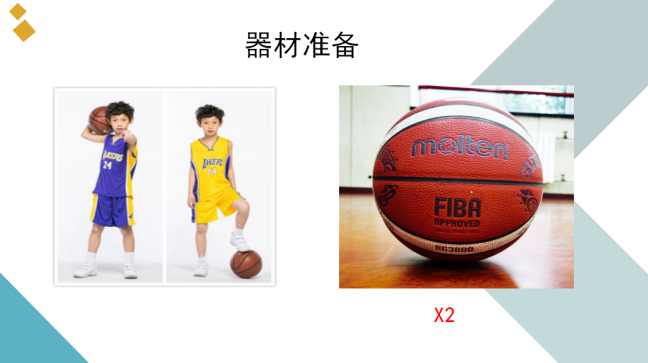 器材准备
LAKERS
24
LAKERS
24
molten
FIBA
APPROVED
BG3800
X2